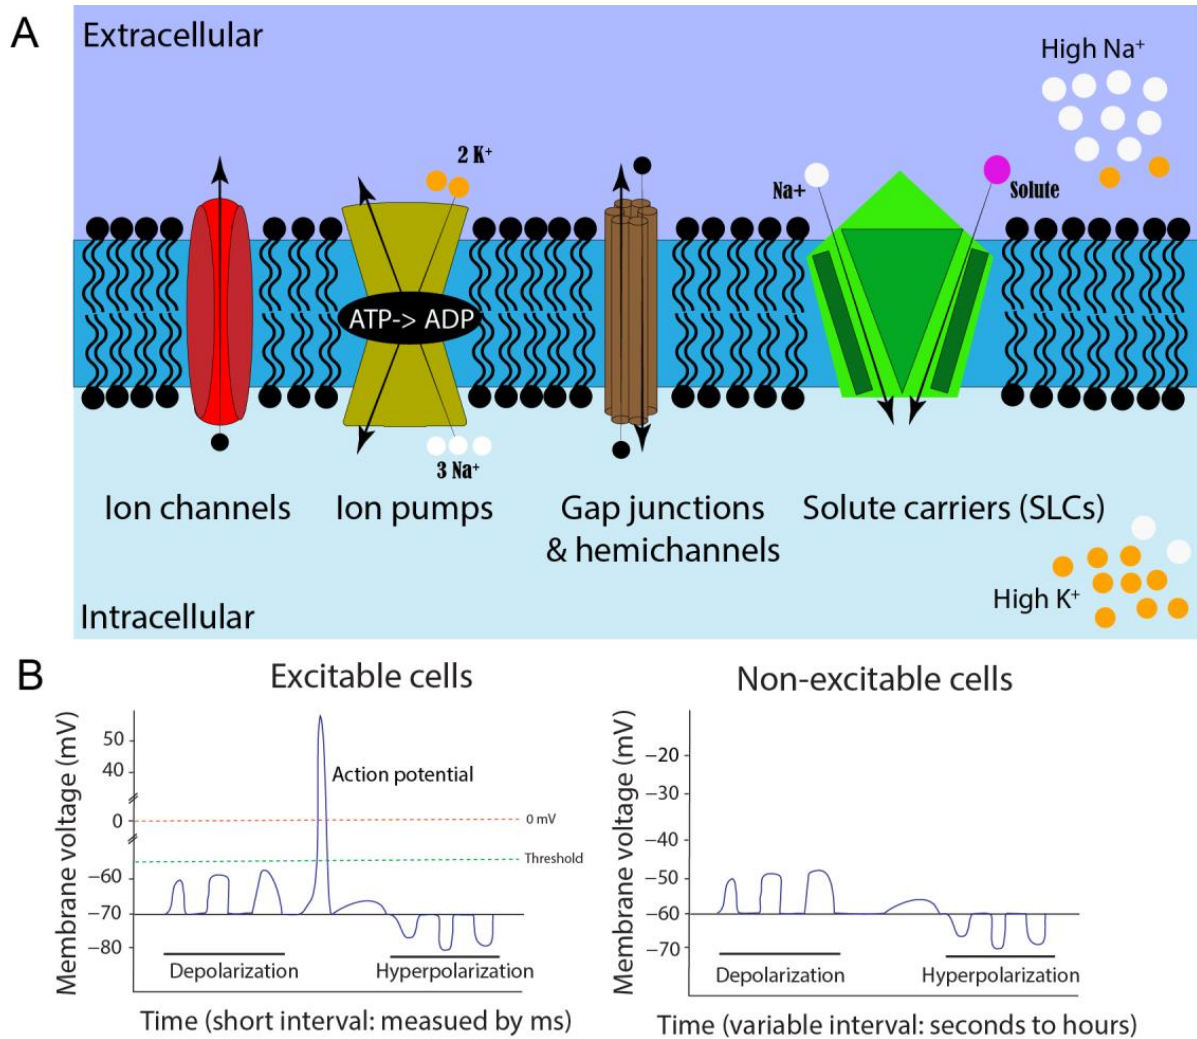 A
Extracellular
High Na⁺
2 K⁺
Na+
Solute
ATP-> ADP
3 Na⁺
Ion channels
Ion pumps
Gap junctions
& hemichannels
Solute carriers (SLCs)
High K⁺
Intracellular
B
Excitable cells
Membrane voltage (mV)
50
40
0
−60
−70
−80
Action potential
0 mV
Threshold
Depolarization
Hyperpolarization
Time (short interval: measued by ms)
Non-excitable cells
Membrane voltage (mV)
−20
−30
−40
−50
−60
−70
Depolarization
Hyperpolarization
Time (variable interval: seconds to hours)